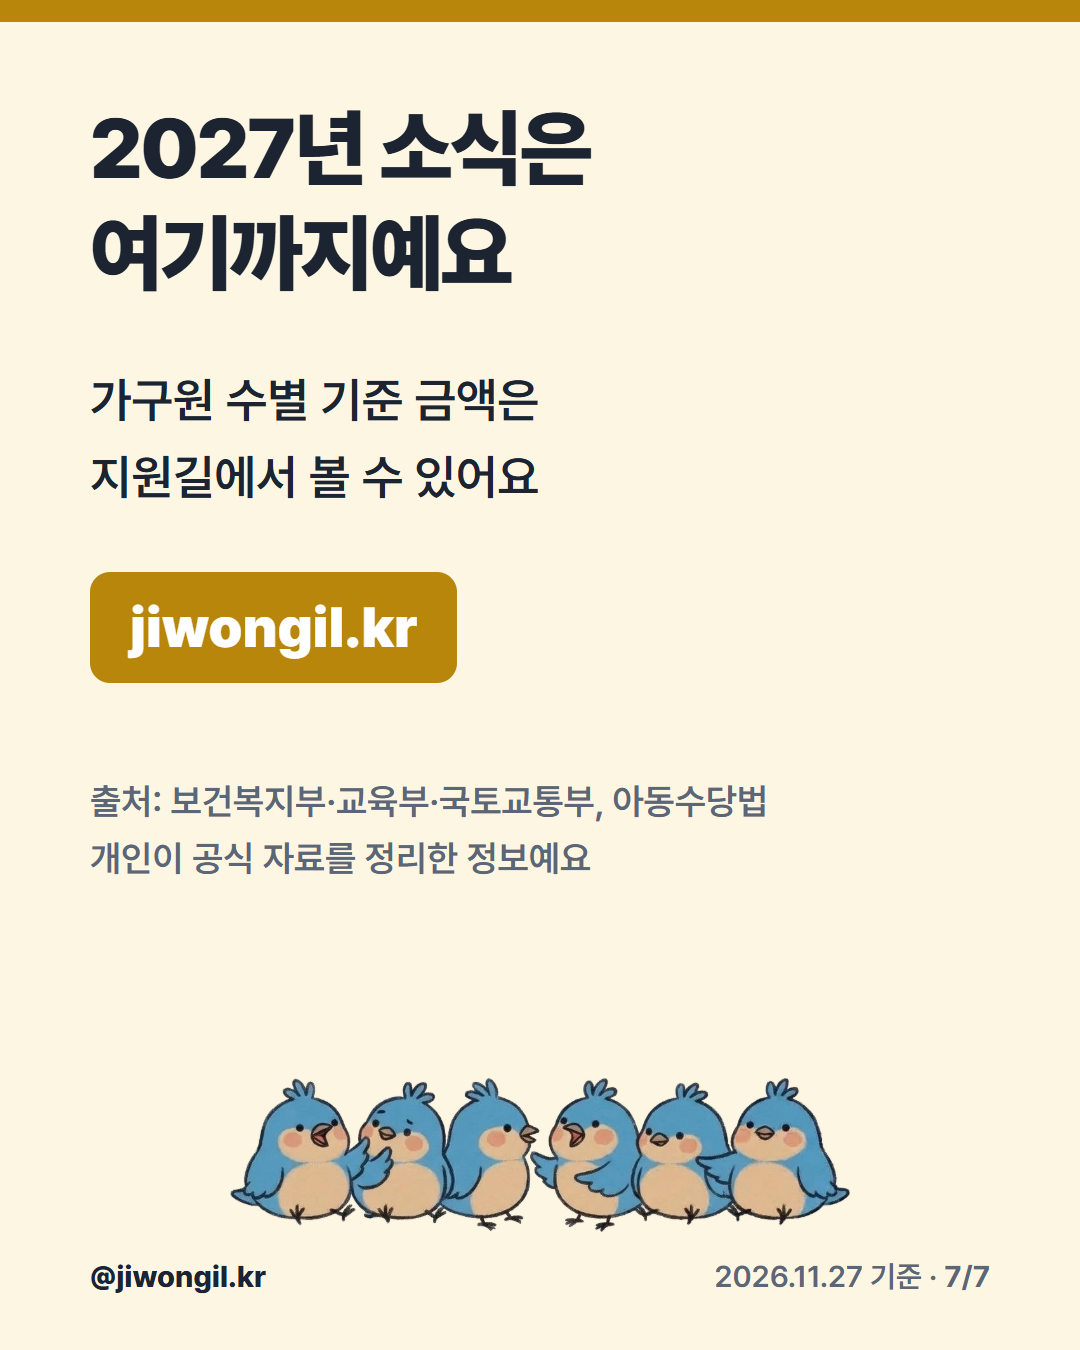 2027년 소식은
여기까지예요
가구원 수별 기준 금액은
지원길에서 볼 수 있어요
jiwongil.kr
출처: 보건복지부·교육부·국토교통부, 아동수당법
개인이 공식 자료를 정리한 정보예요
@jiwongil.kr
2026.11.27 기준 · 7/7